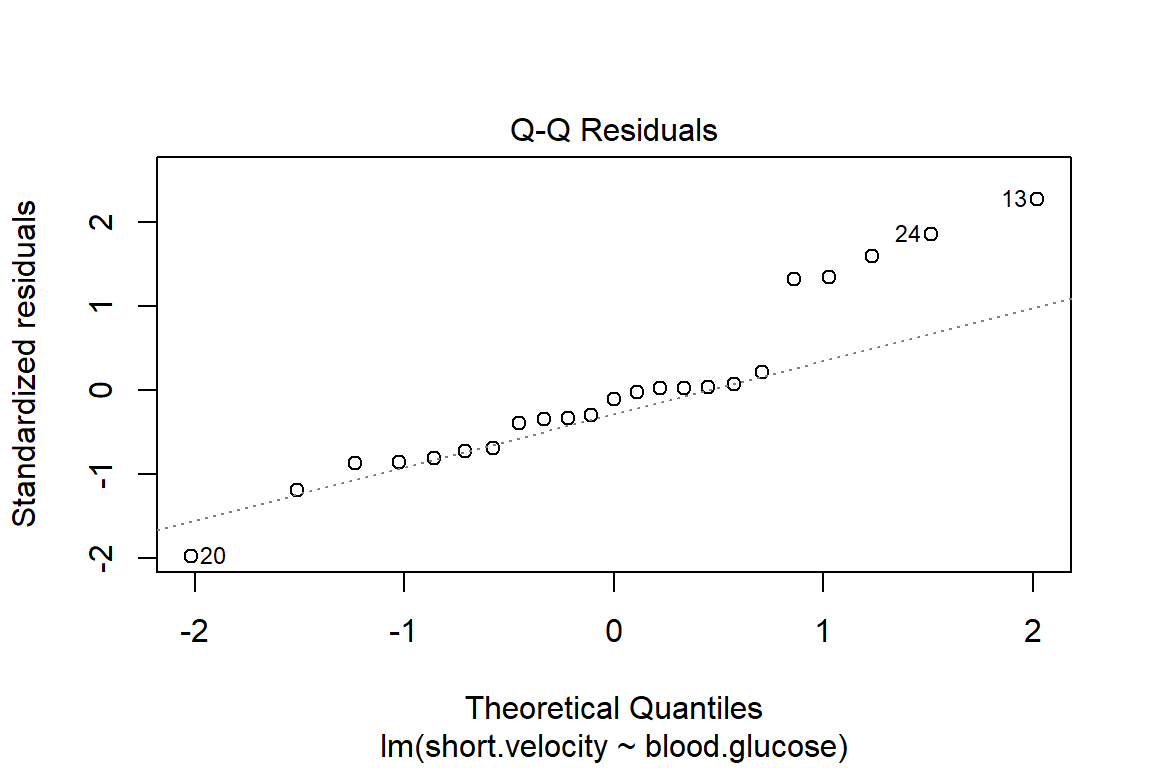 Q-Q Residuals
Standardized residuals
2
1
0
-1
-2
13
24
20
-2 -1 0 1 2
Theoretical Quantiles
lm(short.velocity ~ blood.glucose)